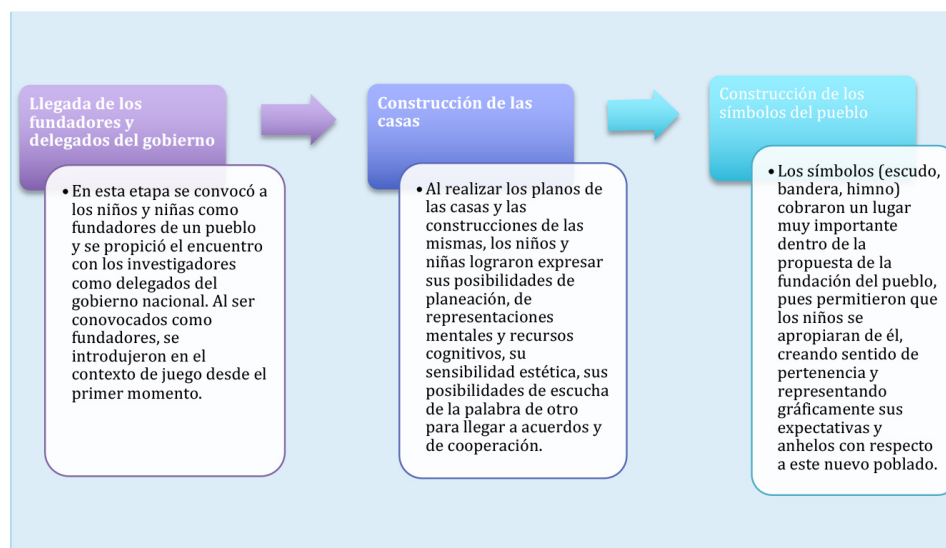 Llegada de los
fundadores y
delegados del gobierno
• En esta etapa se convocó a
los niños y niñas como
fundadores de un pueblo
y se propició el encuentro
con los investigadores
como delegados del
gobierno nacional. Al ser
conovocados como
fundadores, se
introdujeron en el
contexto de juego desde el
primer momento.
Construcción de las
casas
• Al realizar los planos de
las casas y las
construcciones de las
mismas, los niños y
niñas lograron expresar
sus posibilidades de
planeación, de
representaciones
mentales y recursos
cognitivos, su
sensibilidad estética, sus
posibilidades de escucha
de la palabra de otro
para llegar a acuerdos y
de cooperación.
Construcción de los
símbolos del pueblo
• Los símbolos (escudo,
bandera, himno)
cobraron un lugar
muy importante
dentro de la
propuesta de la
fundación del pueblo,
pues permitieron que
los niños se
apropiaran de él,
creando sentido de
pertenencia y
representando
gráficamente sus
expectativas y
anhelos con respecto
a este nuevo poblado.